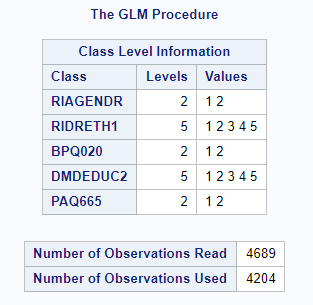 The GLM Procedure
Class Level Information
Class Levels Values
RIAGENDR 2 1 2
RIDRETH1 5 1 2 3 4 5
BPQ020 2 1 2
DMDEDUC2 5 1 2 3 4 5
PAQ665 2 1 2
Number of Observations Read 4689
Number of Observations Used 4204